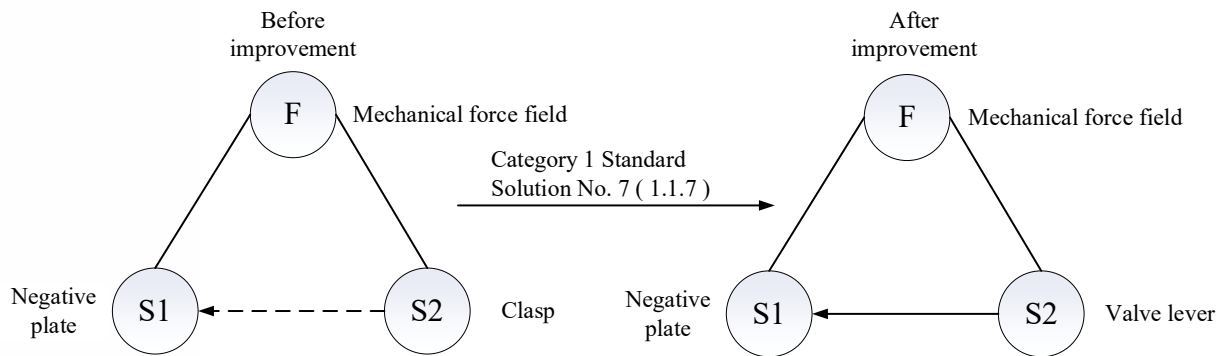 Before
improvement
F
Mechanical force field
S1
Negative
plate
S2
Clasp
Category 1 Standard
Solution No. 7 ( 1.1.7 )
After
improvement
F
Mechanical force field
S1
Negative
plate
S2
Valve lever